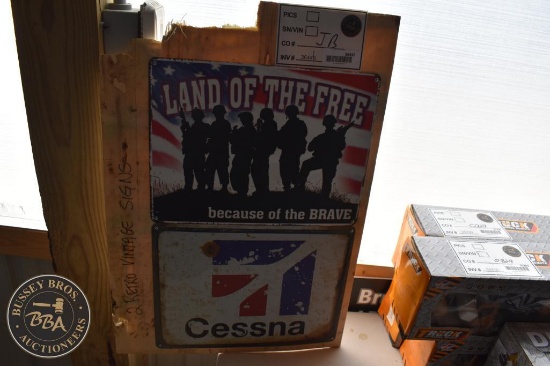 PICS
SN/VIN
CO # JB
INV #
LAND OF THE FREE
because of the BRAVE
2 RETRO VINTAGE SIGNS
Cessna
BUSSEY BROS.
BBA
AUCTIONEERS
ROCK
Br